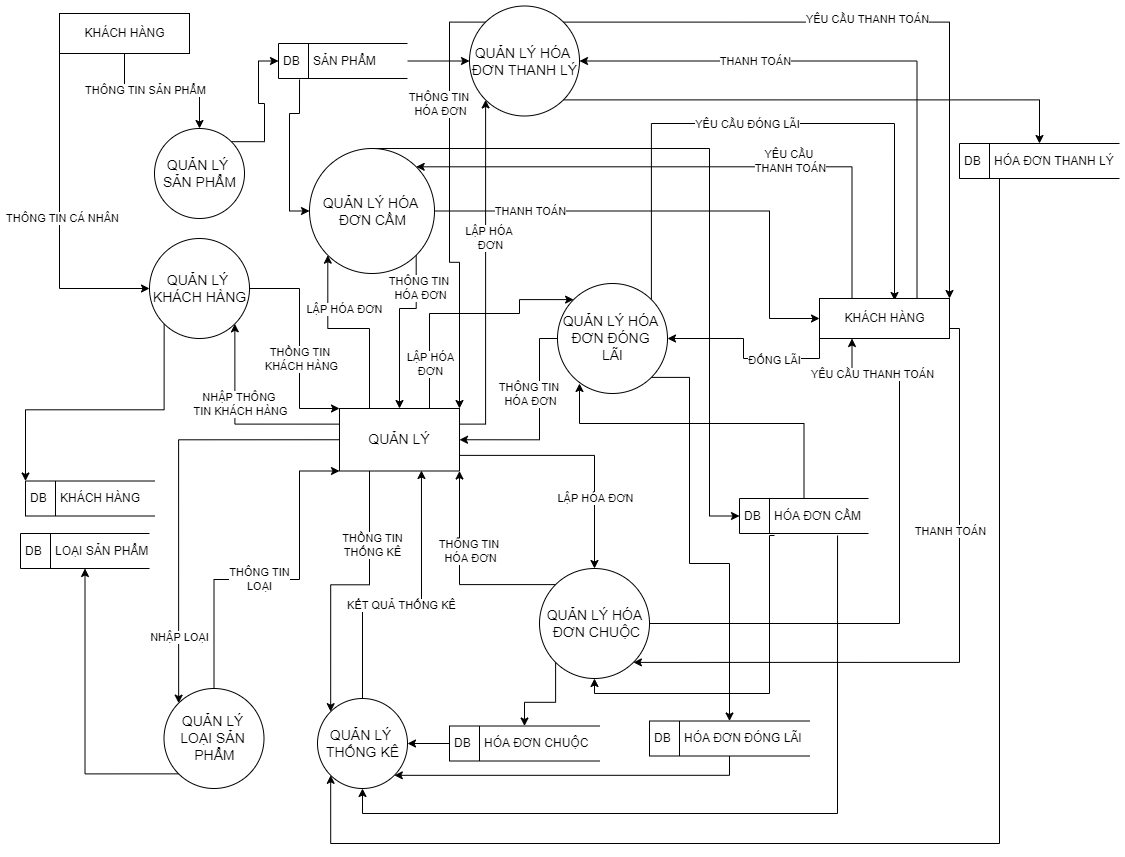 KHÁCH HÀNG
YÊU CẦU THANH TOÁN
QUẢN LÝ HÓA
ĐƠN THANH LÝ
DB
SẢN PHẨM
THANH TOÁN
THÔNG TIN SẢN PHẨM
THÔNG TIN
HÓA ĐƠN
YÊU CẦU ĐÓNG LÃI
QUẢN LÝ
SẢN PHẨM
YÊU CẦU
THANH TOÁN
DB
HÓA ĐƠN THANH LÝ
QUẢN LÝ HÓA
ĐƠN CẦM
THANH TOÁN
THÔNG TIN CÁ NHÂN
LẬP HÓA
ĐƠN
QUẢN LÝ
KHÁCH HÀNG
THÔNG TIN
HÓA ĐƠN
LẬP HÓA ĐƠN
QUẢN LÝ HÓA
ĐƠN ĐÓNG
LÃI
KHÁCH HÀNG
THÔNG TIN
KHÁCH HÀNG
LẬP HÓA
ĐƠN
ĐÓNG LÃI
YÊU CẦU THANH TOÁN
THÔNG TIN
HÓA ĐƠN
NHẬP THÔNG
TIN KHÁCH HÀNG
QUẢN LÝ
DB
KHÁCH HÀNG
LẬP HÓA ĐƠN
DB
HÓA ĐƠN CẦM
THANH TOÁN
DB
LOẠI SẢN PHẨM
THÔNG TIN
THỐNG KÊ
THÔNG TIN
HÓA ĐƠN
THÔNG TIN
LOẠI
KẾT QUẢ THỐNG KÊ
QUẢN LÝ HÓA
ĐƠN CHUỘC
NHẬP LOẠI
QUẢN LÝ
LOẠI SẢN
PHẨM
QUẢN LÝ
THỐNG KÊ
DB
HÓA ĐƠN CHUỘC
DB
HÓA ĐƠN ĐÓNG LÃI